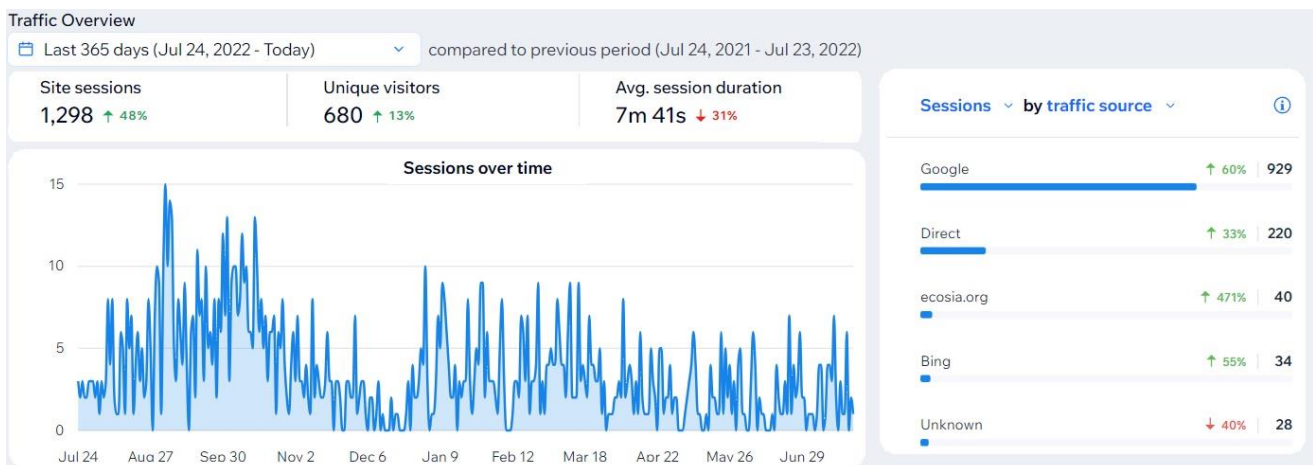 Traffic Overview
Last 365 days (Jul 24, 2022 - Today) compared to previous period (Jul 24, 2021 - Jul 23, 2022)
Site sessions
1,298 ↑ 48%
Unique visitors
680 ↑ 13%
Avg. session duration
7m 41s ↓ 31%
Sessions over time
15
10
5
0
Jul 24 Aug 27 Sep 30 Nov 2 Dec 6 Jan 9 Feb 12 Mar 18 Apr 22 May 26 Jun 29
Sessions by traffic source
Google ↑ 60% 929
Direct ↑ 33% 220
ecosia.org ↑ 471% 40
Bing ↑ 55% 34
Unknown ↓ 40% 28